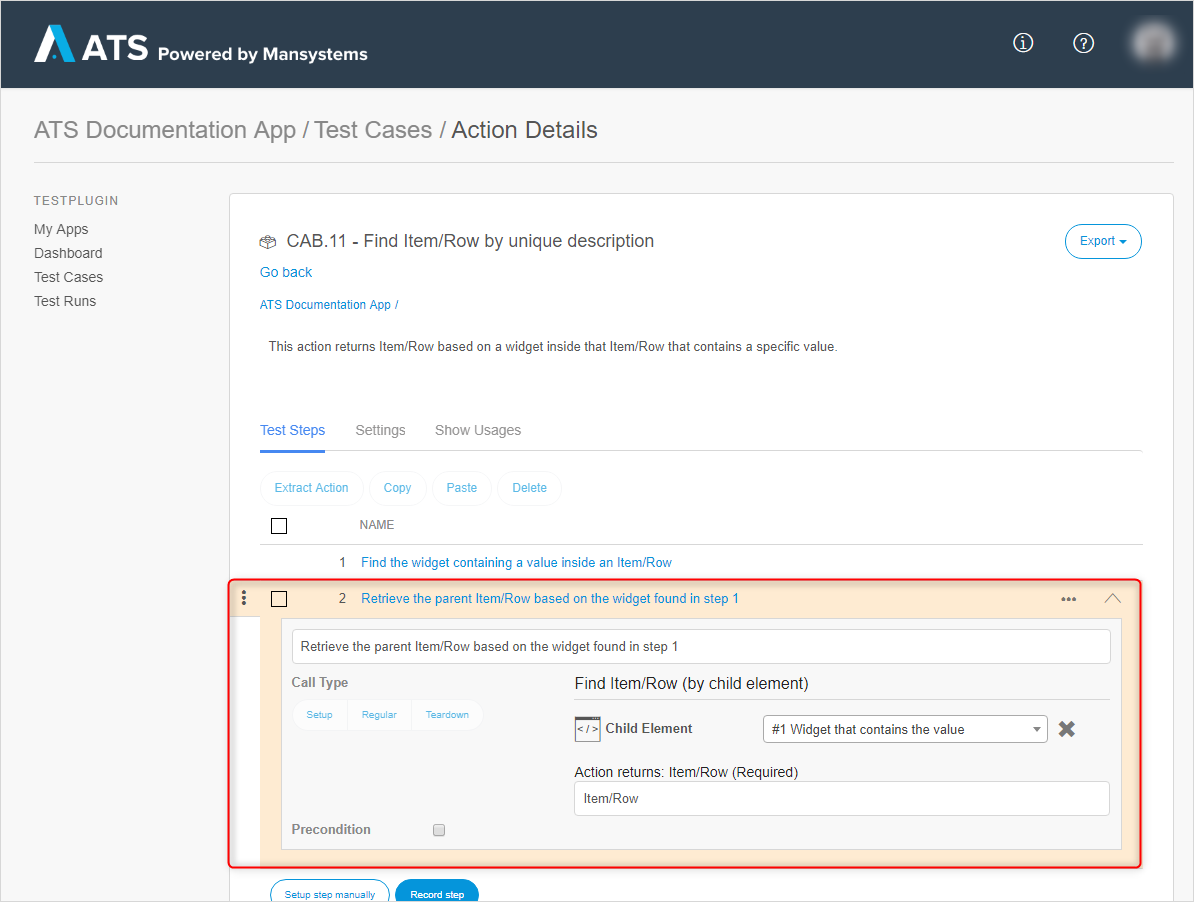 ATS Powered by Mansystems
ATS Documentation App / Test Cases / Action Details
TESTPLUGIN
My Apps
Dashboard
Test Cases
Test Runs
CAB.11 - Find Item/Row by unique description
Export
Go back
ATS Documentation App /
This action returns Item/Row based on a widget inside that Item/Row that contains a specific value.
Test Steps Settings Show Usages
Extract Action Copy Paste Delete
NAME
1 Find the widget containing a value inside an Item/Row
2 Retrieve the parent Item/Row based on the widget found in step 1
Retrieve the parent Item/Row based on the widget found in step 1
Call Type
Setup Regular Teardown
Find Item/Row (by child element)
</> Child Element #1 Widget that contains the value
Action returns: Item/Row (Required)
Item/Row
Precondition
Setup step manually Record step